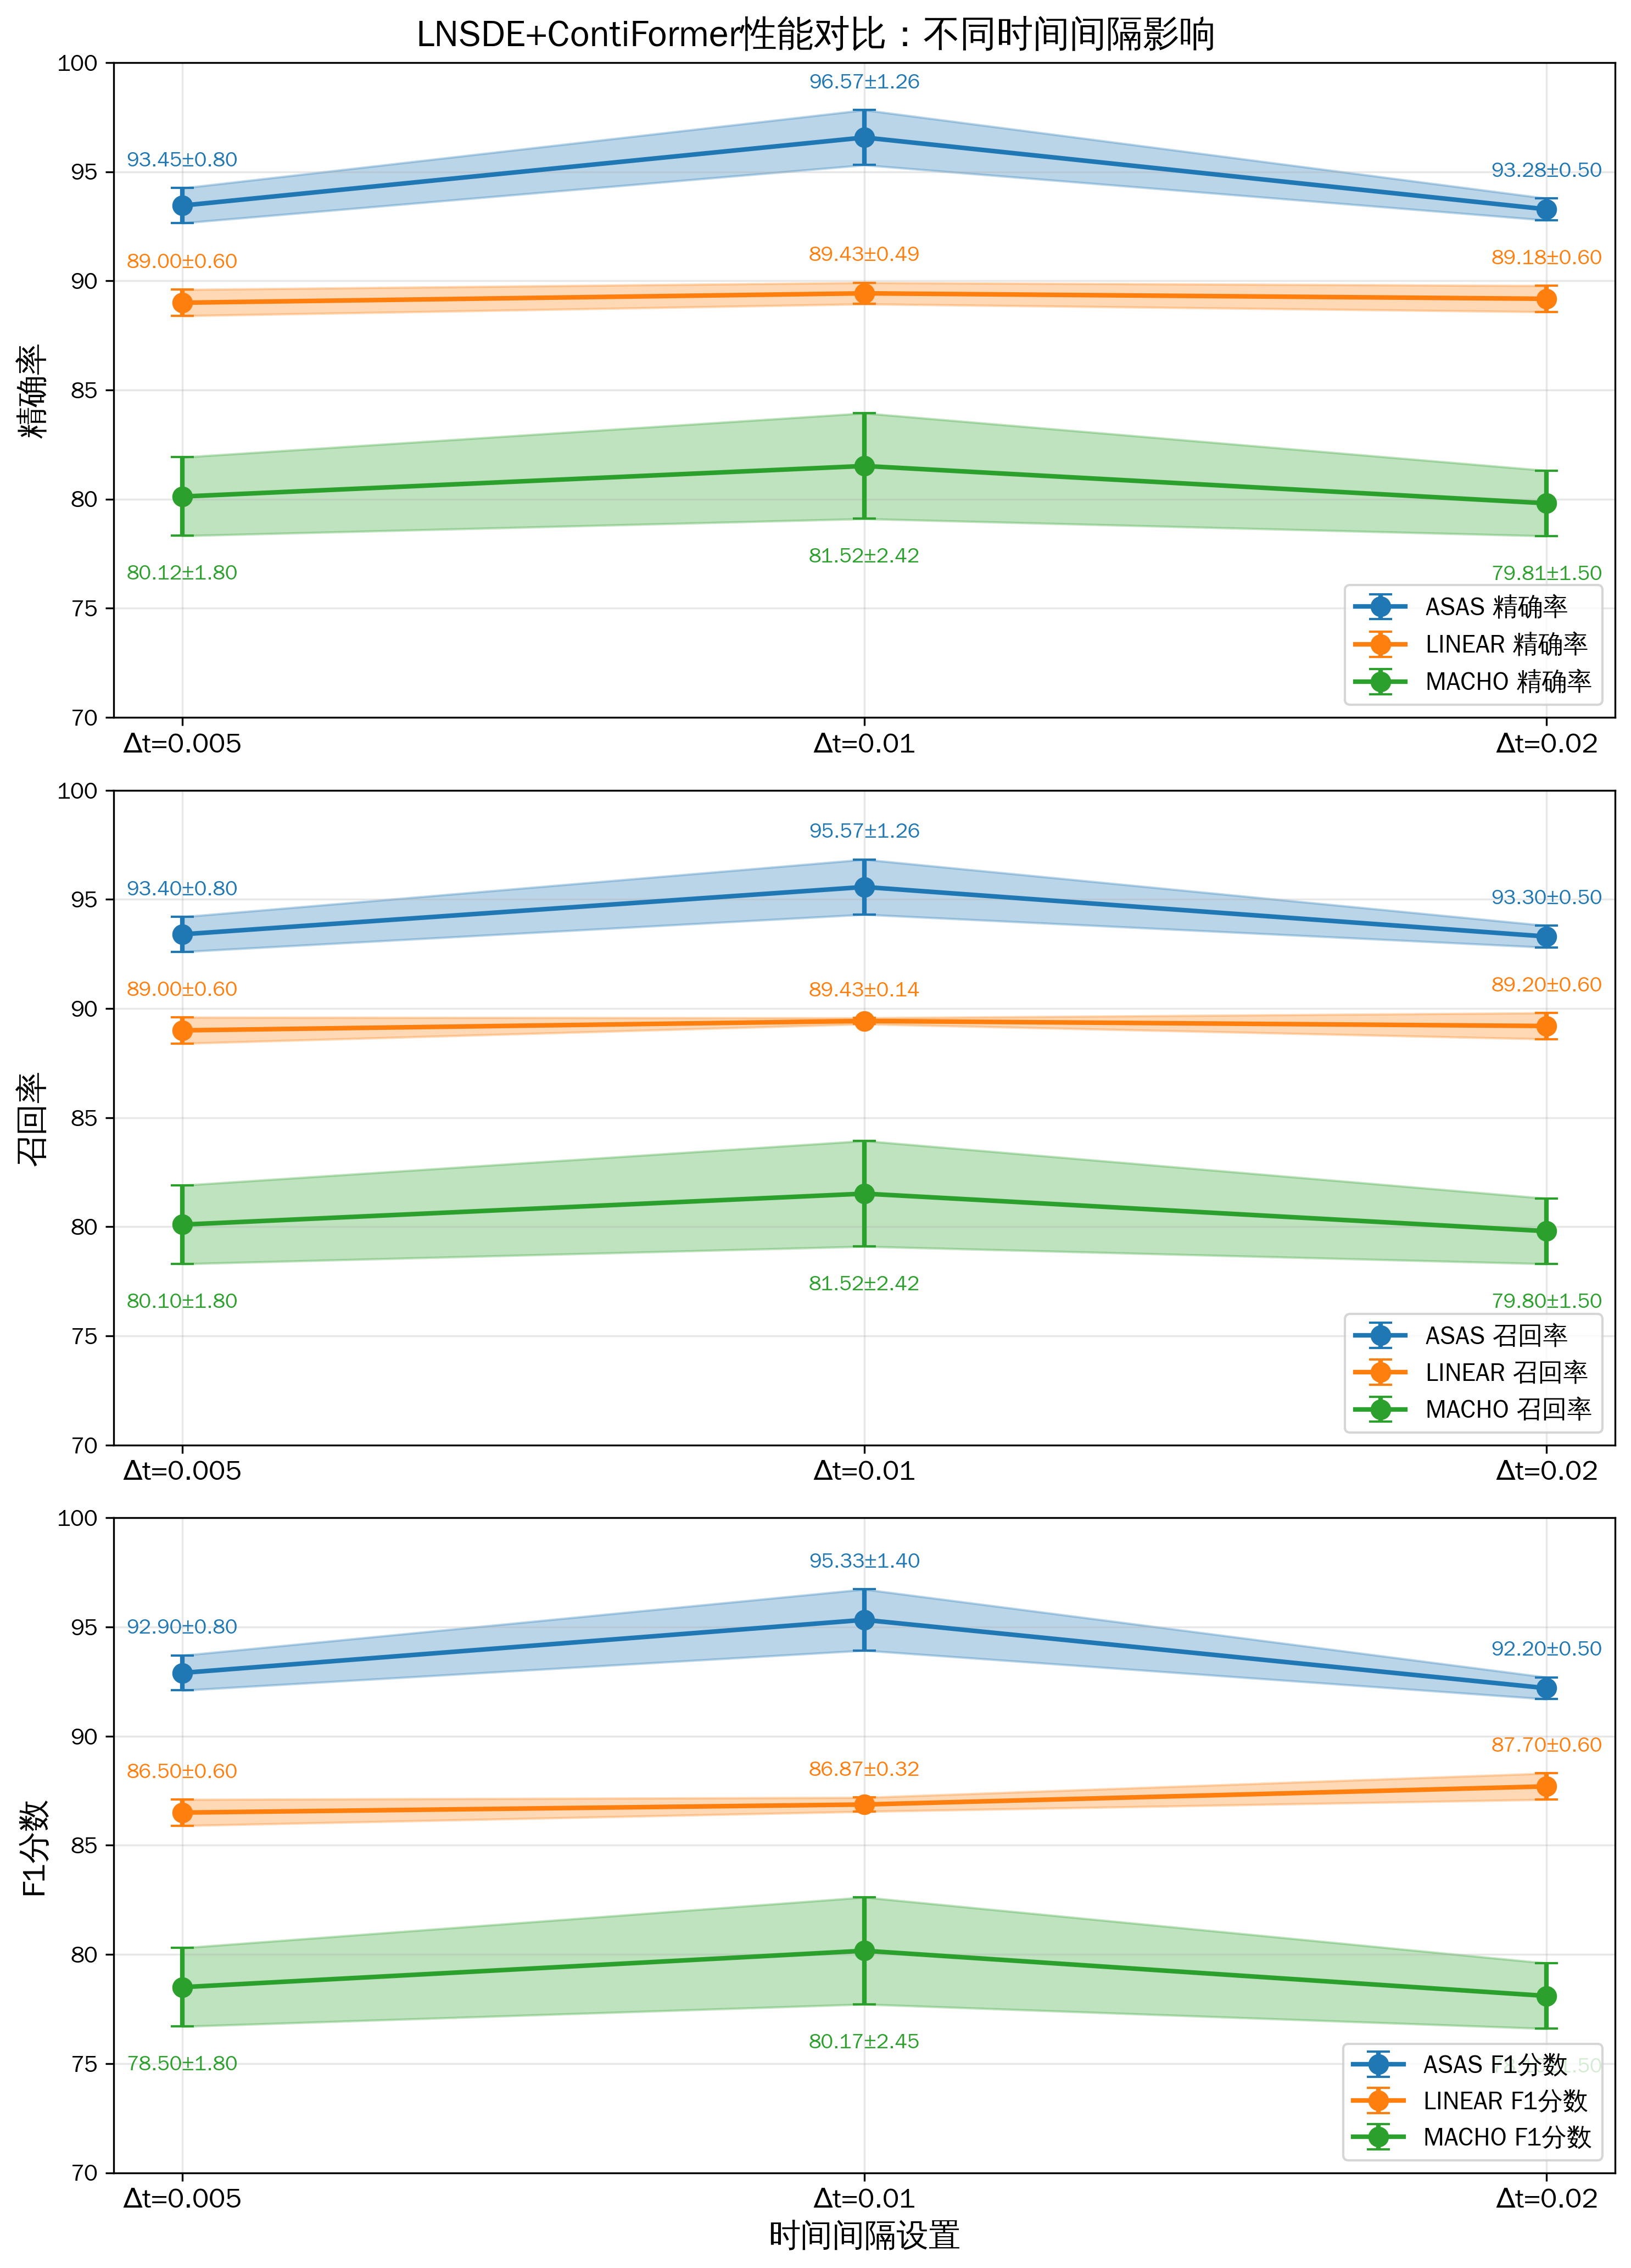 LNSDE+ContiFormer性能对比：不同时间间隔影响
精确率
100
95
90
85
80
75
70
96.57±1.26
93.45±0.80
93.28±0.50
89.00±0.60
89.43±0.49
89.18±0.60
80.12±1.80
81.52±2.42
79.81±1.50
ASAS 精确率
LINEAR 精确率
MACHO 精确率
Δt=0.005
Δt=0.01
Δt=0.02
召回率
100
95
90
85
80
75
70
95.57±1.26
93.40±0.80
93.30±0.50
89.00±0.60
89.43±0.14
89.20±0.60
80.10±1.80
81.52±2.42
79.80±1.50
ASAS 召回率
LINEAR 召回率
MACHO 召回率
Δt=0.005
Δt=0.01
Δt=0.02
F1分数
100
95
90
85
80
75
70
95.33±1.40
92.90±0.80
92.20±0.50
86.50±0.60
86.87±0.32
87.70±0.60
78.50±1.80
80.17±2.45
ASAS F1分数
LINEAR F1分数
MACHO F1分数
Δt=0.005
Δt=0.01
Δt=0.02
时间间隔设置